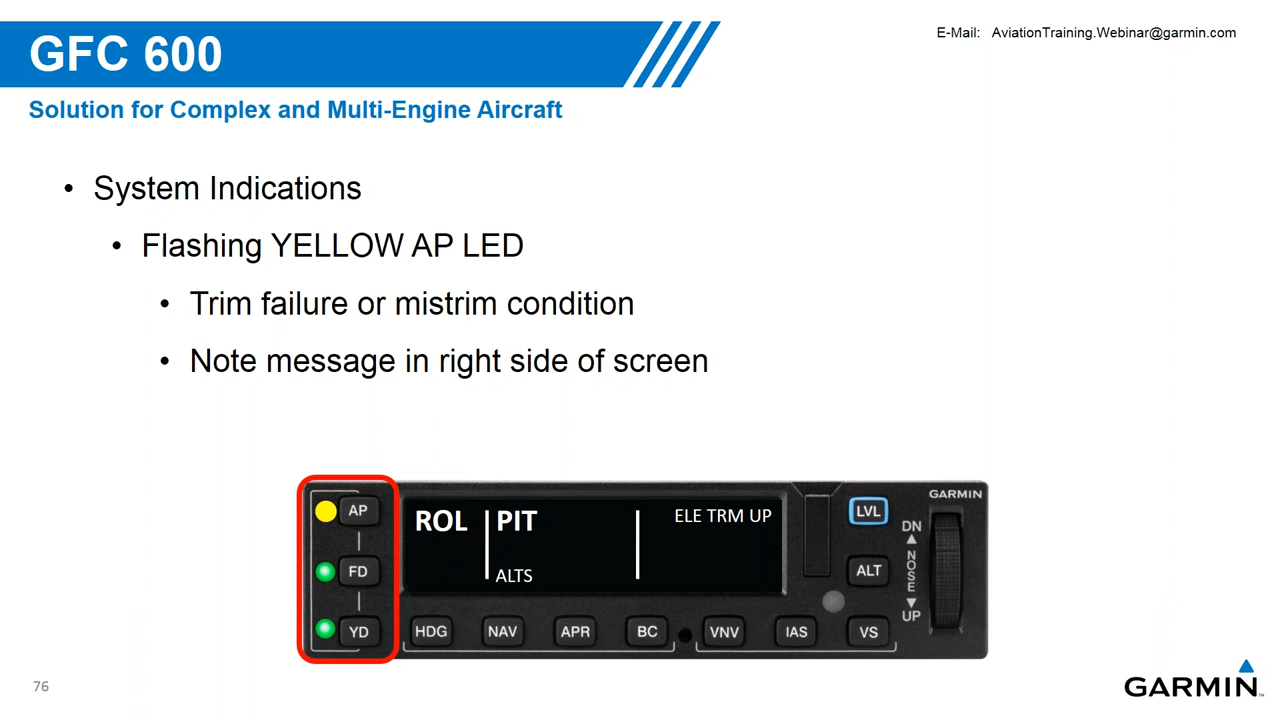 GFC 600
E-Mail: AviationTraining.Webinar@garmin.com
Solution for Complex and Multi-Engine Aircraft
• System Indications
• Flashing YELLOW AP LED
• Trim failure or mistrim condition
• Note message in right side of screen
AP
FD
YD
ROL PIT ELE TRM UP
ALTS
HDG NAV APR BC VNV IAS VS
LVL
ALT
GARMIN
DN
NOSE
UP
76
GARMIN™